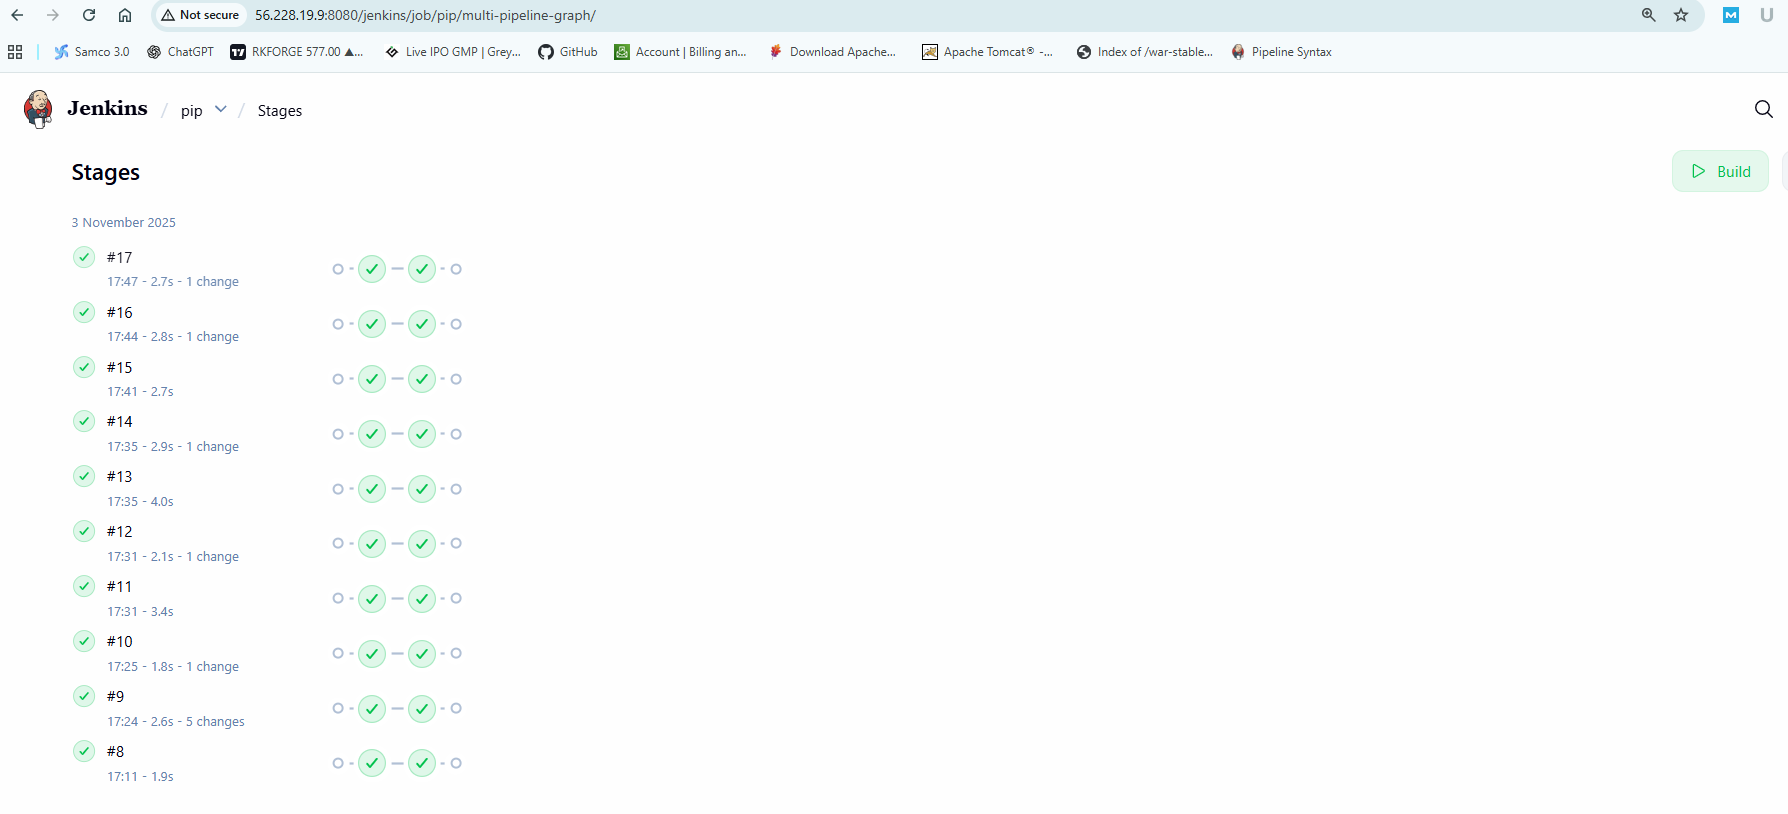 Not secure 56.228.19.9:8080/jenkins/job/pip/multi-pipeline-graph/
Samco 3.0 ChatGPT RKFORGE 577.00 ▲... Live IPO GMP | Grey... GitHub Account | Billing an... Download Apache... Apache Tomcat® -... Index of /war-stable... Pipeline Syntax
Jenkins / pip / Stages
Stages
Build
3 November 2025
#17
17:47 - 2.7s - 1 change
#16
17:44 - 2.8s - 1 change
#15
17:41 - 2.7s
#14
17:35 - 2.9s - 1 change
#13
17:35 - 4.0s
#12
17:31 - 2.1s - 1 change
#11
17:31 - 3.4s
#10
17:25 - 1.8s - 1 change
#9
17:24 - 2.6s - 5 changes
#8
17:11 - 1.9s